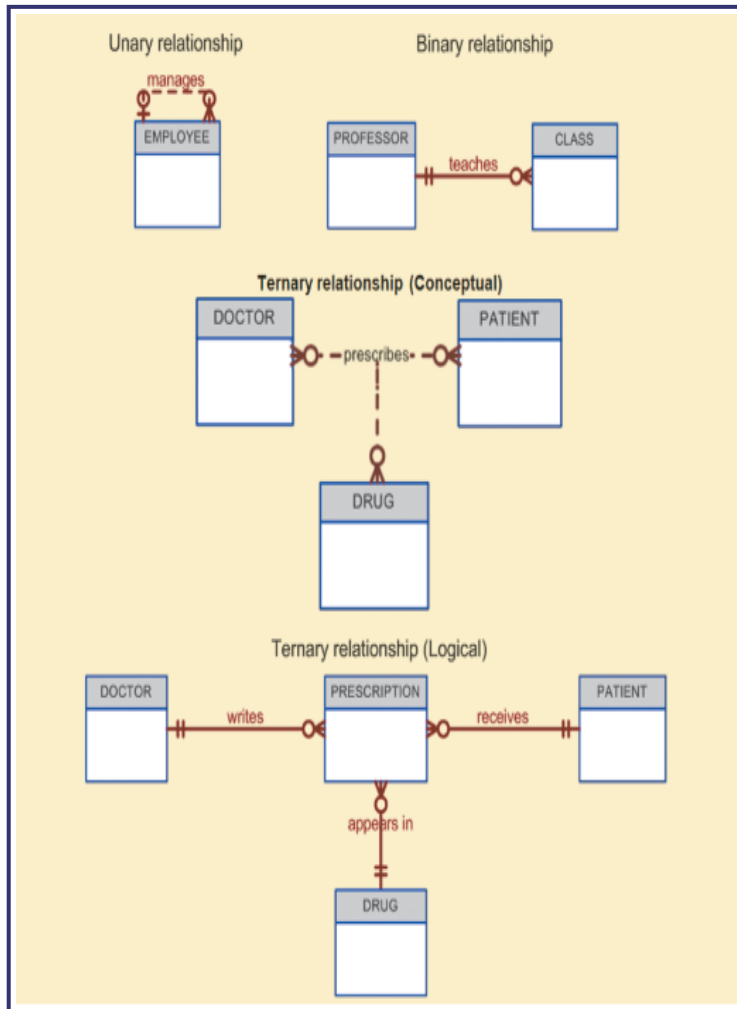 Unary relationship
Binary relationship
manages
EMPLOYEE
PROFESSOR
teaches
CLASS
Ternary relationship (Conceptual)
DOCTOR
prescribes
PATIENT
DRUG
Ternary relationship (Logical)
DOCTOR
writes
PRESCRIPTION
receives
PATIENT
appears in
DRUG